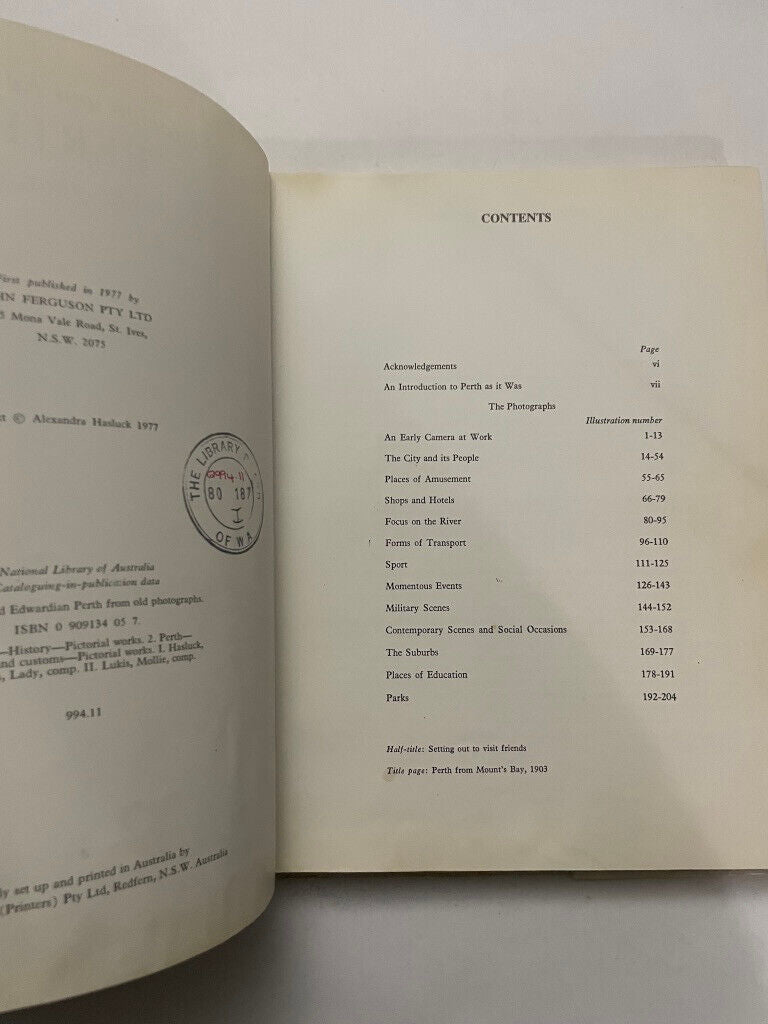 First published in 1977 by
HN FERGUSON PTY LTD
5 Mona Vale Road, St. Ives,
N.S.W. 2075
© Alexandra Hasluck 1977
THE LIBRARY
Q994.11
80 187
I
OF WA
National Library of Australia
Cataloguing-in-publication data
Edwardian Perth from old photographs.
ISBN 0 909134 05 7.
—History—Pictorial works. 2. Perth—
and customs—Pictorial works. I. Hasluck,
, Lady, comp. II. Lukis, Mollie, comp.
994.11
set up and printed in Australia by
(Printers) Pty Ltd, Redfern, N.S.W. Australia
CONTENTS
Page
Acknowledgements vi
An Introduction to Perth as it Was vii
The Photographs
Illustration number
An Early Camera at Work 1-13
The City and its People 14-54
Places of Amusement 55-65
Shops and Hotels 66-79
Focus on the River 80-95
Forms of Transport 96-110
Sport 111-125
Momentous Events 126-143
Military Scenes 144-152
Contemporary Scenes and Social Occasions 153-168
The Suburbs 169-177
Places of Education 178-191
Parks 192-204
Half-title: Setting out to visit friends
Title page: Perth from Mount's Bay, 1903